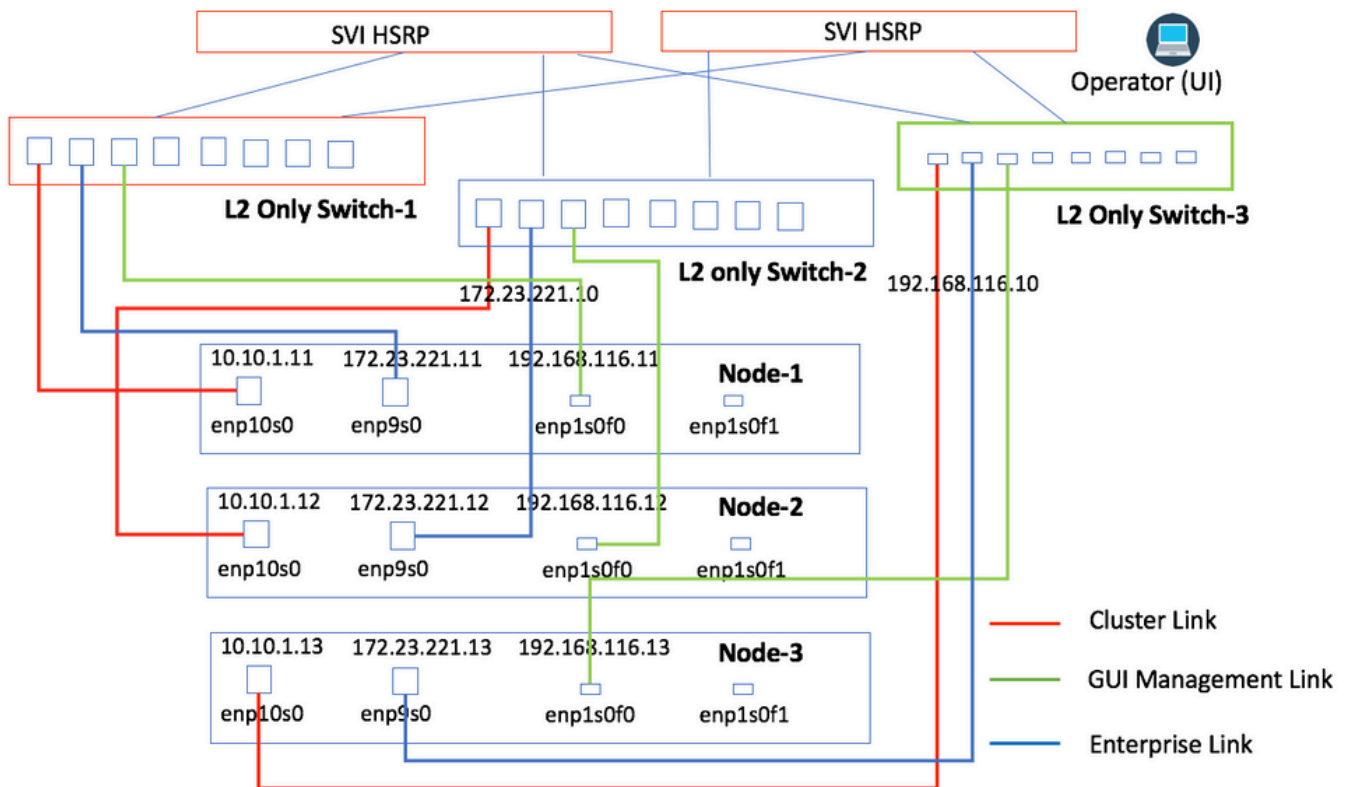 SVI HSRP
SVI HSRP
Operator (UI)
L2 Only Switch-1
L2 only Switch-2
L2 Only Switch-3
172.23.221.10
192.168.116.10
10.10.1.11
172.23.221.11
192.168.116.11
Node-1
enp10s0
enp9s0
enp1s0f0
enp1s0f1
10.10.1.12
172.23.221.12
192.168.116.12
Node-2
enp10s0
enp9s0
enp1s0f0
enp1s0f1
10.10.1.13
172.23.221.13
192.168.116.13
Node-3
enp10s0
enp9s0
enp1s0f0
enp1s0f1
Cluster Link
GUI Management Link
Enterprise Link